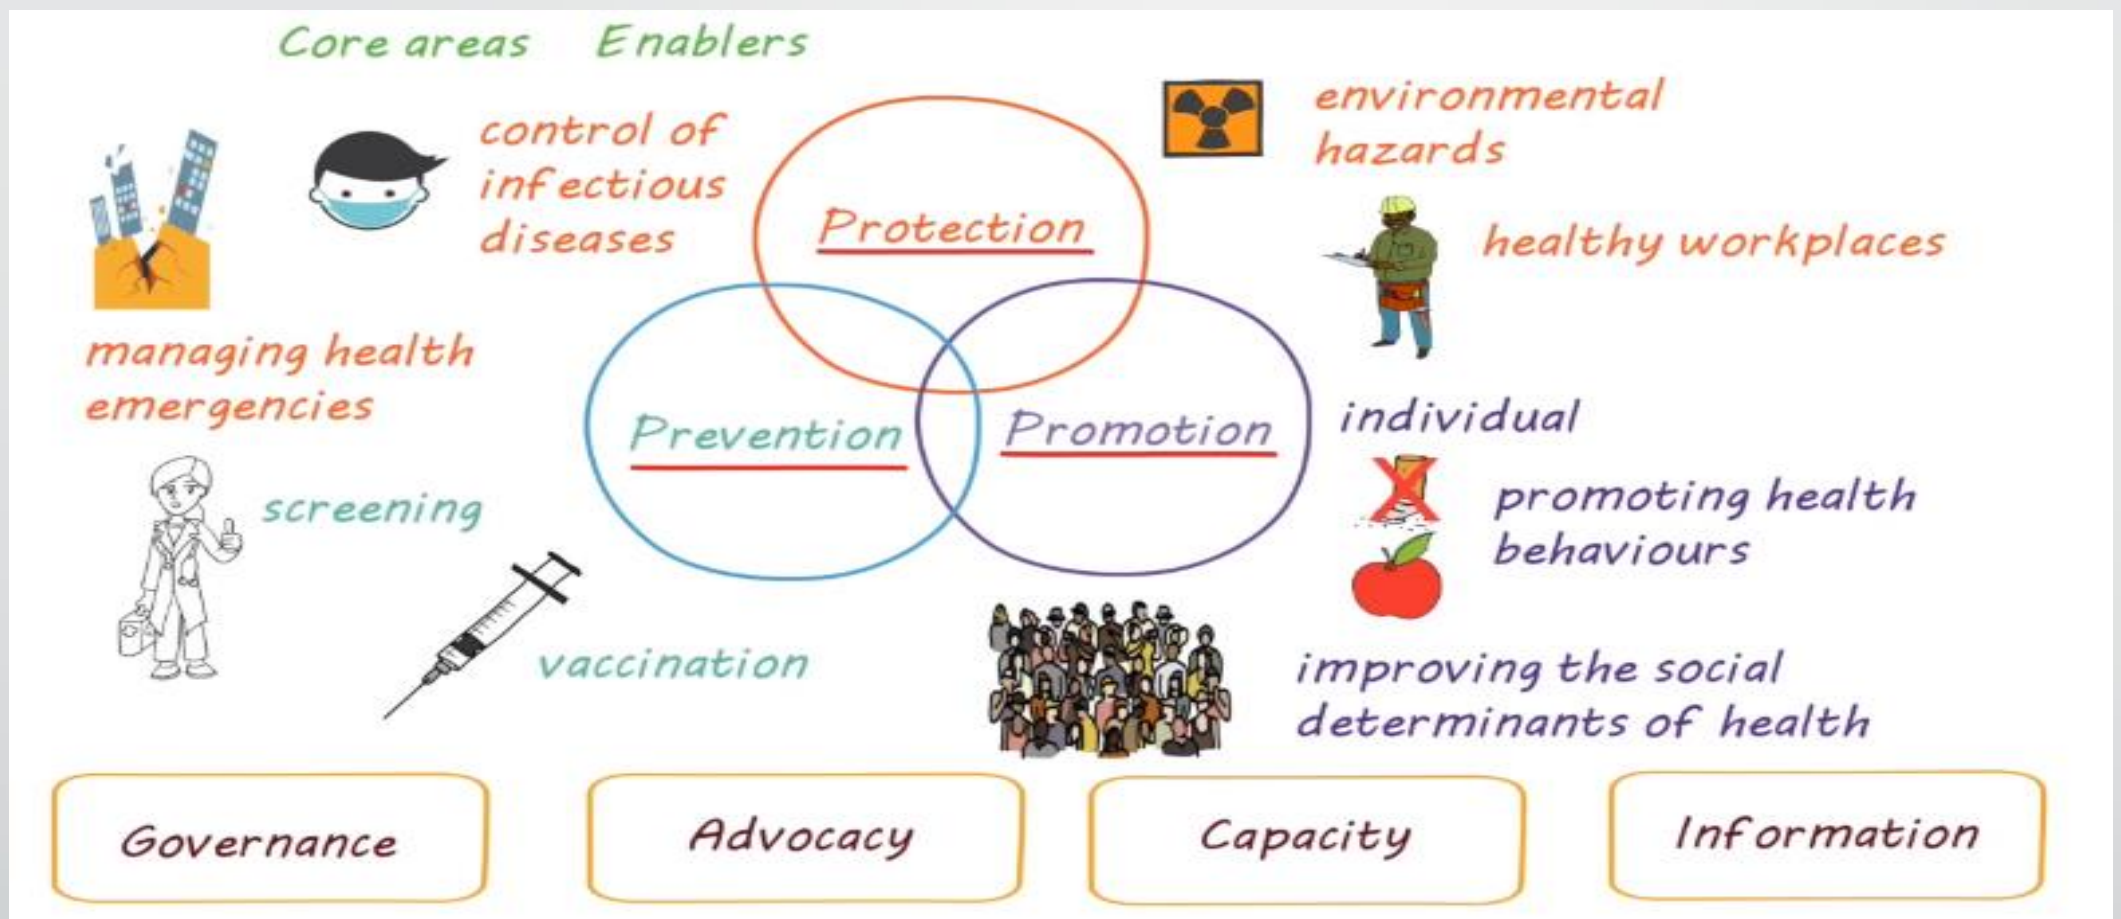 Core areas Enablers
control of
infectious
diseases
managing health
emergencies
Protection
environmental
hazards
healthy workplaces
Prevention
Promotion
screening
vaccination
individual
promoting health
behaviours
improving the social
determinants of health
Governance
Advocacy
Capacity
Information